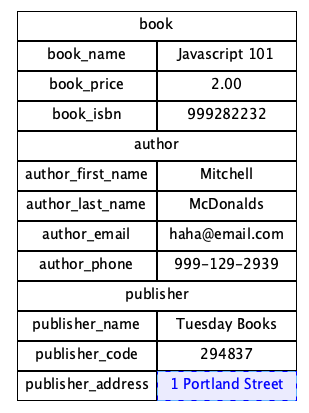 book
book_name Javascript 101
book_price 2.00
book_isbn 999282232
author
author_first_name Mitchell
author_last_name McDonalds
author_email haha@email.com
author_phone 999-129-2939
publisher
publisher_name Tuesday Books
publisher_code 294837
publisher_address 1 Portland Street